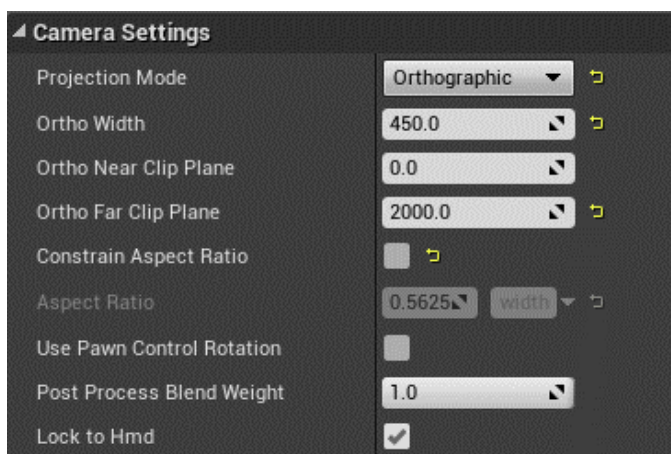 Camera Settings
Projection Mode Orthographic
Ortho Width 450.0
Ortho Near Clip Plane 0.0
Ortho Far Clip Plane 2000.0
Constrain Aspect Ratio
Aspect Ratio 0.5625 width
Use Pawn Control Rotation
Post Process Blend Weight 1.0
Lock to Hmd